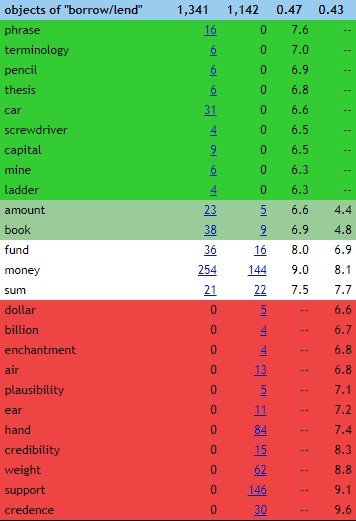 objects of "borrow/lend" 1,341 1,142 0.47 0.43
phrase 16 0 7.6 --
terminology 6 0 7.0 --
pencil 6 0 6.9 --
thesis 6 0 6.8 --
car 31 0 6.6 --
screwdriver 4 0 6.5 --
capital 9 0 6.5 --
mine 6 0 6.3 --
ladder 4 0 6.3 --
amount 23 5 6.6 4.4
book 38 9 6.9 4.8
fund 36 16 8.0 6.9
money 254 144 9.0 8.1
sum 21 22 7.5 7.7
dollar 0 5 -- 6.6
billion 0 4 -- 6.7
enchantment 0 4 -- 6.8
air 0 13 -- 6.8
plausibility 0 5 -- 7.1
ear 0 11 -- 7.2
hand 0 84 -- 7.4
credibility 0 15 -- 8.3
weight 0 62 -- 8.8
support 0 146 -- 9.1
credence 0 30 -- 9.6